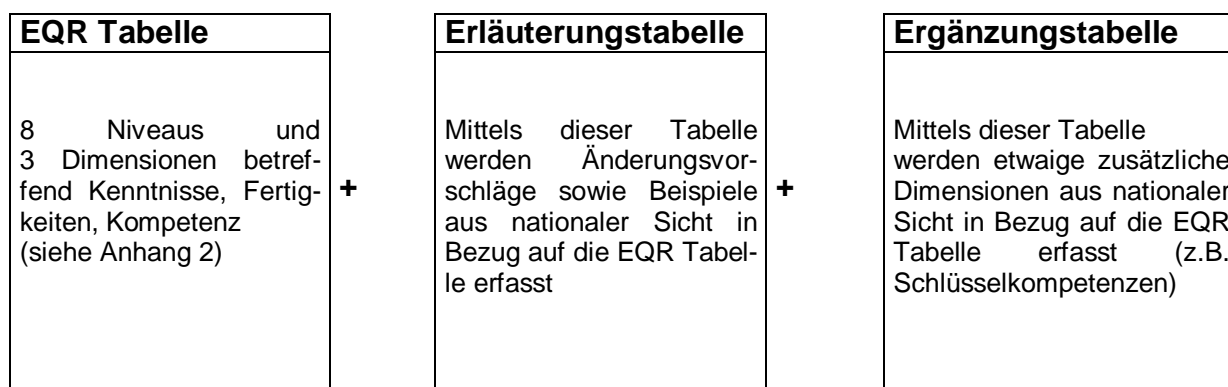 EQR Tabelle
8 Niveaus und
3 Dimensionen betref-
fend Kenntnisse, Fertig-
keiten, Kompetenz
(siehe Anhang 2)
+
Erläuterungstabelle
Mittels dieser Tabelle
werden Änderungsvor-
schläge sowie Beispiele
aus nationaler Sicht in
Bezug auf die EQR Tabel-
le erfasst
+
Ergänzungstabelle
Mittels dieser Tabelle
werden etwaige zusätzliche
Dimensionen aus nationaler
Sicht in Bezug auf die EQR
Tabelle erfasst (z.B.
Schlüsselkompetenzen)